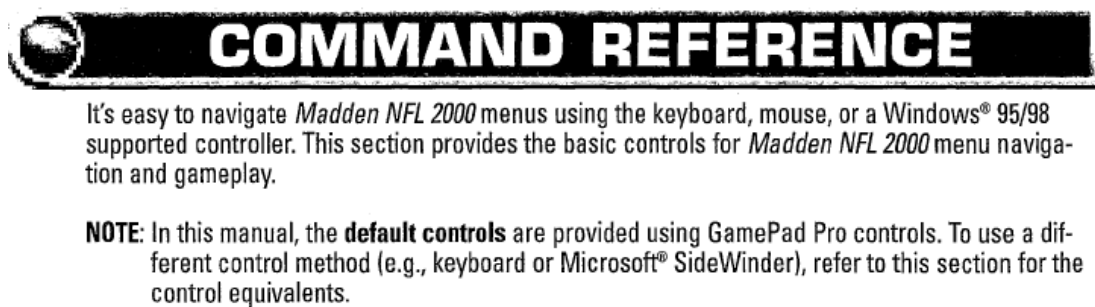 COMMAND REFERENCE
It's easy to navigate Madden NFL 2000 menus using the keyboard, mouse, or a Windows® 95/98
supported controller. This section provides the basic controls for Madden NFL 2000 menu naviga-
tion and gameplay.
NOTE: In this manual, the default controls are provided using GamePad Pro controls. To use a dif-
ferent control method (e.g., keyboard or Microsoft® SideWinder), refer to this section for the
control equivalents.